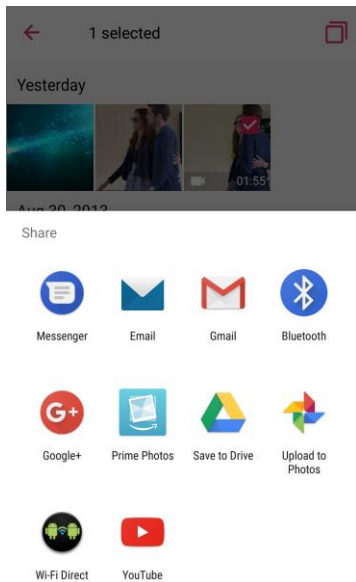 1 selected
Yesterday
01:55
Aug 30, 2013
Share
Messenger Email Gmail Bluetooth
G+
Google+ Prime Photos Save to Drive Upload to
Photos
Wi-Fi Direct YouTube